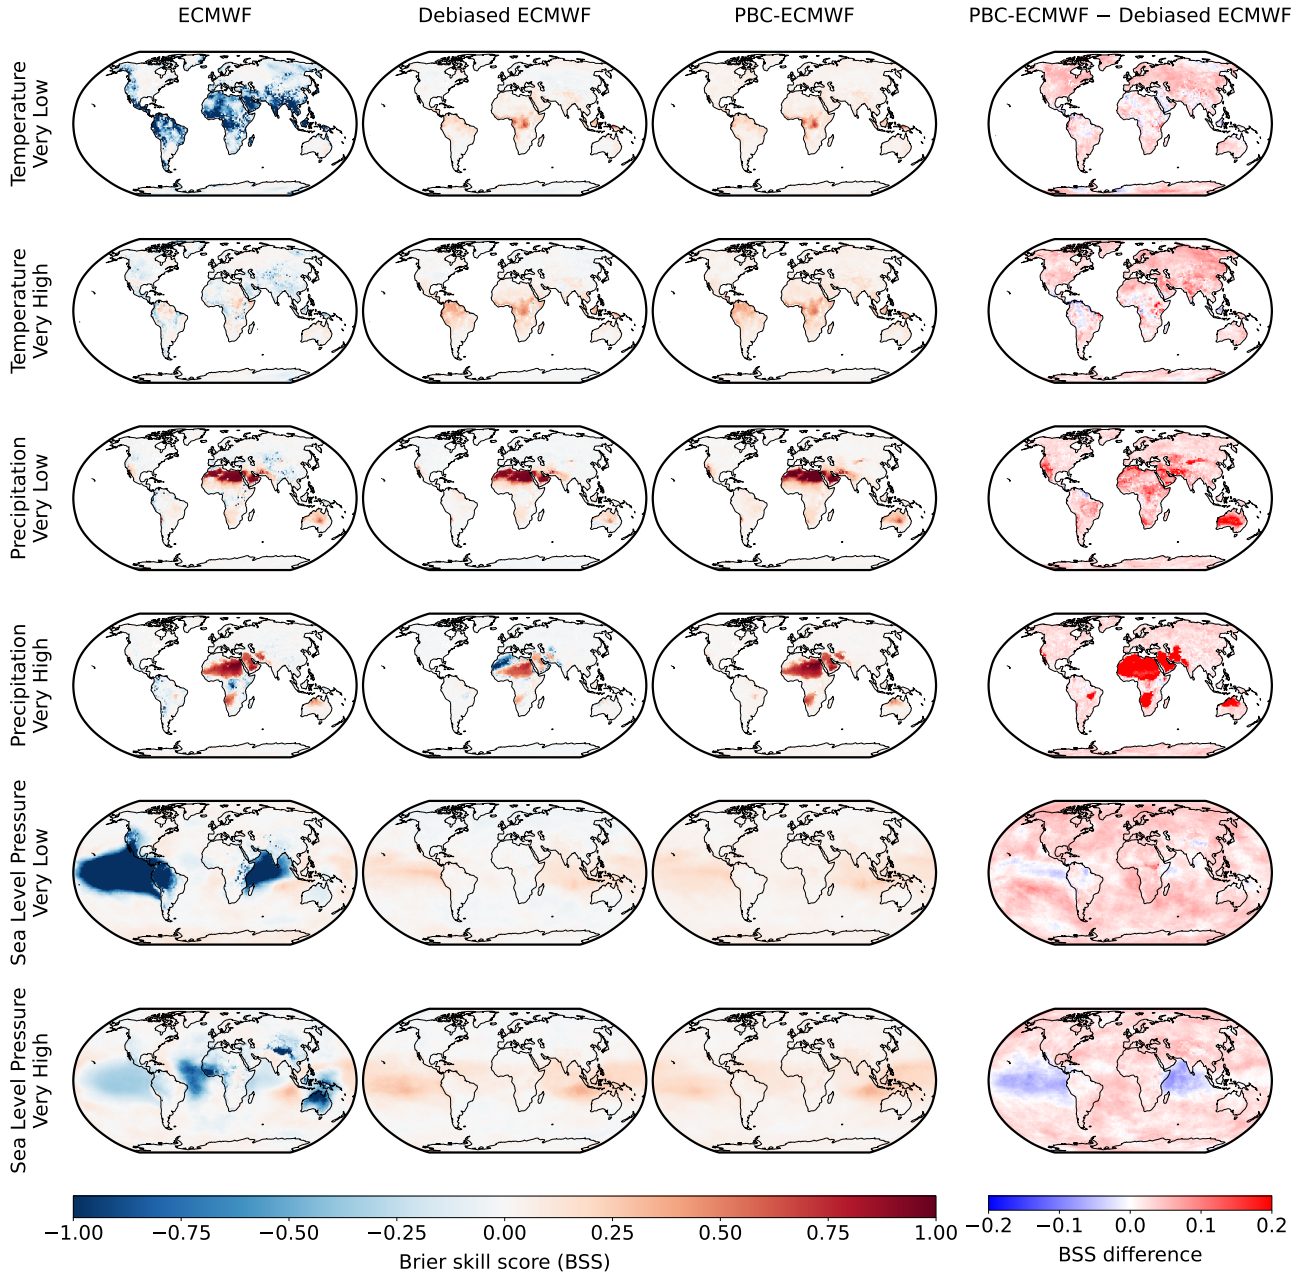 ECMWF
Debiased ECMWF
PBC-ECMWF
PBC-ECMWF − Debiased ECMWF
Temperature
Very Low
Temperature
Very High
Precipitation
Very Low
Precipitation
Very High
Sea Level Pressure
Very Low
Sea Level Pressure
Very High
−1.00 −0.75 −0.50 −0.25 0.00 0.25 0.50 0.75 1.00
Brier skill score (BSS)
−0.2 −0.1 0.0 0.1 0.2
BSS difference